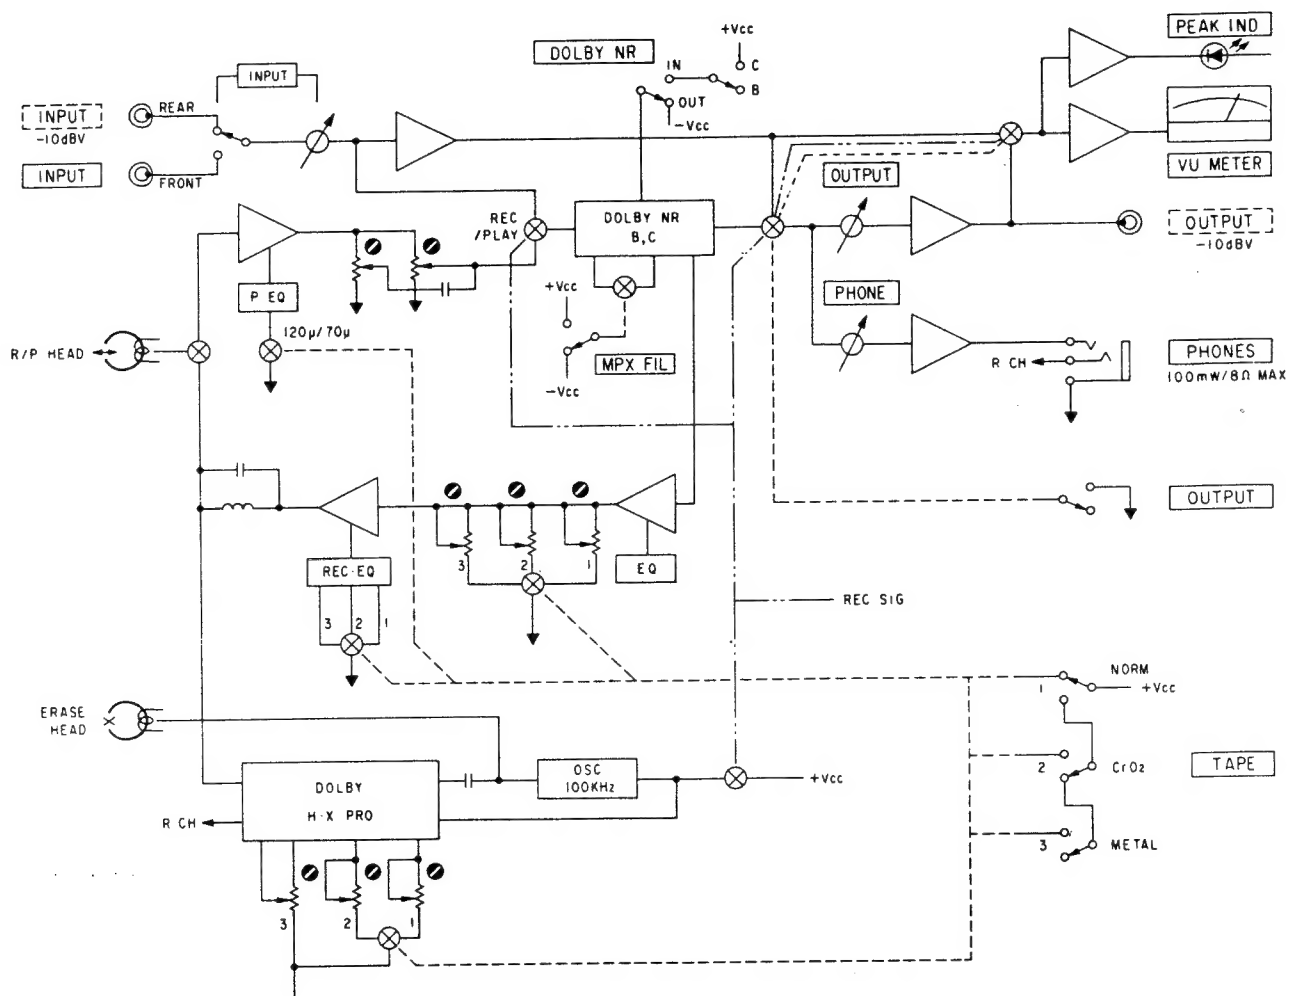 PEAK IND
+Vcc
DOLBY NR
IN
C
B
OUT
-Vcc
INPUT
INPUT
-10dBV
REAR
INPUT
FRONT
VU METER
OUTPUT
REC
/PLAY
DOLBY NR
B,C
OUTPUT
-10dBV
P EQ
+Vcc
PHONE
120μ/70μ
R/P HEAD
MPX FIL
-Vcc
R CH
PHONES
100mW/8Ω MAX
OUTPUT
3
2
1
EQ
REC-EQ
3
2
1
REC SIG
NORM
1
+Vcc
ERASE
HEAD
DOLBY
H-X PRO
OSC
100KHz
+Vcc
2
CrO2
TAPE
R CH
3
METAL
3
2
1